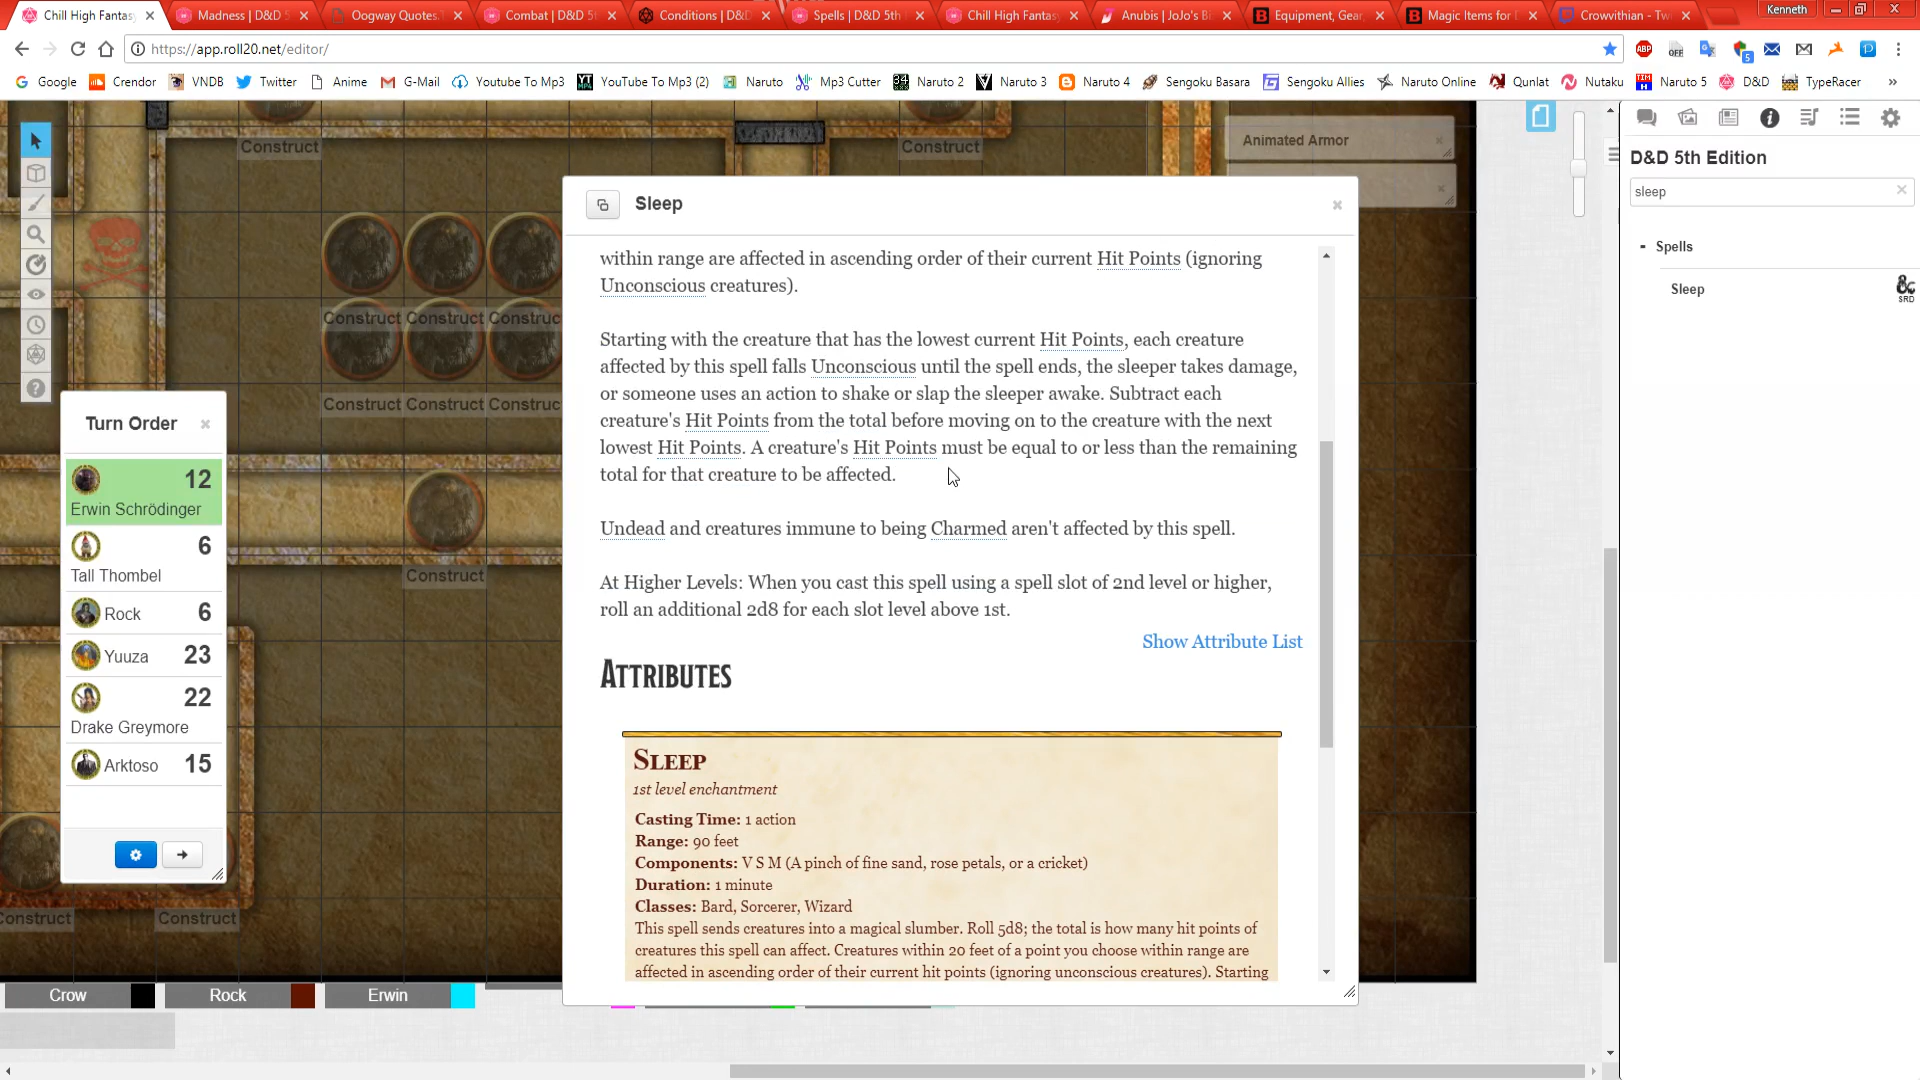 Chill High Fantasy
Madness | D&D 5
Oogway Quotes.
Combat | D&D 5th
Conditions | D&D
Spells | D&D 5th
Chill High Fantasy
Anubis | JoJo's Bi
Equipment, Gear,
Magic Items for D
Crowvithian - Tw
Kenneth
https://app.roll20.net/editor/
Google
Crendor
VNDB
Twitter
Anime
G-Mail
Youtube To Mp3
YouTube To Mp3 (2)
Naruto
Mp3 Cutter
Naruto 2
Naruto 3
Naruto 4
Sengoku Basara
Sengoku Allies
Naruto Online
Qunlat
Nutaku
Naruto 5
D&D
TypeRacer
»
Construct
Construct
Animated Armor
D&D 5th Edition
sleep
Spells
Sleep
SRD
Construct Construct Construc
Construct Construct Construc
Construct
Construct
Construct
Turn Order
12
Erwin Schrödinger
6
Tall Thombel
Rock 6
Yuuza 23
22
Drake Greymore
Arktoso 15
Sleep
within range are affected in ascending order of their current Hit Points (ignoring
Unconscious creatures).
Starting with the creature that has the lowest current Hit Points, each creature
affected by this spell falls Unconscious until the spell ends, the sleeper takes damage,
or someone uses an action to shake or slap the sleeper awake. Subtract each
creature's Hit Points from the total before moving on to the creature with the next
lowest Hit Points. A creature's Hit Points must be equal to or less than the remaining
total for that creature to be affected.
Undead and creatures immune to being Charmed aren't affected by this spell.
At Higher Levels: When you cast this spell using a spell slot of 2nd level or higher,
roll an additional 2d8 for each slot level above 1st.
Show Attribute List
ATTRIBUTES
SLEEP
1st level enchantment
Casting Time: 1 action
Range: 90 feet
Components: V S M (A pinch of fine sand, rose petals, or a cricket)
Duration: 1 minute
Classes: Bard, Sorcerer, Wizard
This spell sends creatures into a magical slumber. Roll 5d8; the total is how many hit points of
creatures this spell can affect. Creatures within 20 feet of a point you choose within range are
affected in ascending order of their current hit points (ignoring unconscious creatures). Starting
Crow
Rock
Erwin